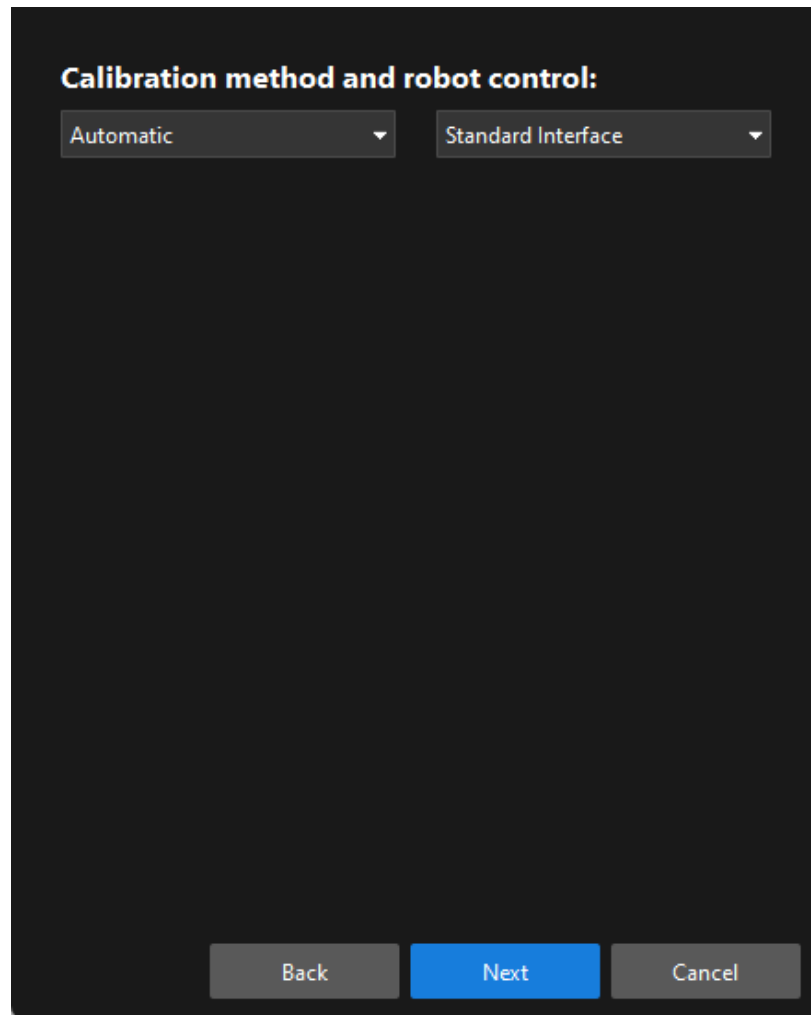 Calibration method and robot control:
Automatic Standard Interface
Back Next Cancel